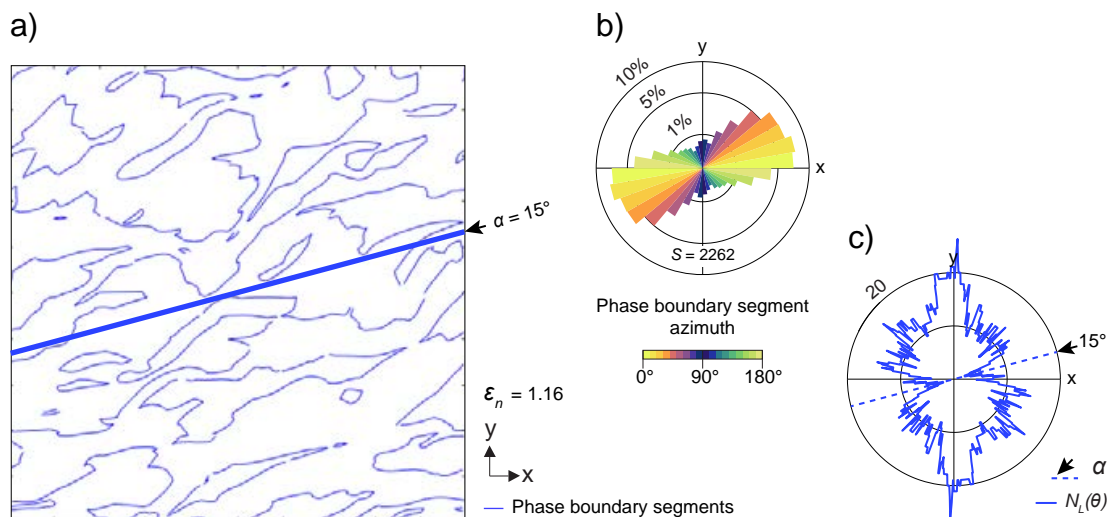 a)
α = 15°
ε_n = 1.16
y
x
Phase boundary segments
b)
y
10%
5%
1%
x
S = 2262
Phase boundary segment
azimuth
0° 90° 180°
c)
y
20
15°
x
α
N_L(θ)